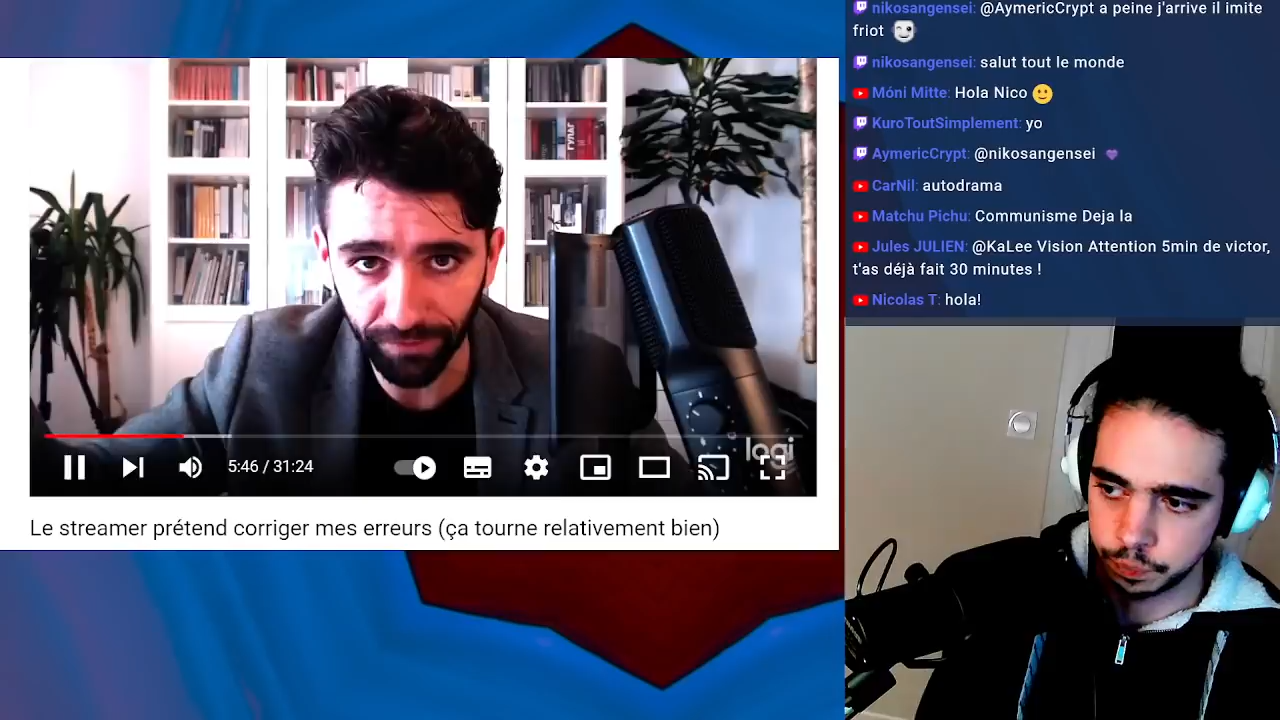 nikosangensei: @AymericCrypt a peine j'arrive il imite
friot
nikosangensei: salut tout le monde
Móni Mitte: Hola Nico 🙂
KuroToutSimplement: yo
AymericCrypt: @nikosangensei 💜
CarNil: autodrama
Matchu Pichu: Communisme Deja la
Jules JULIEN: @KaLee Vision Attention 5min de victor,
t'as déjà fait 30 minutes !
Nicolas T: hola!
ГУЛАГ
logi
5:46 / 31:24
Le streamer prétend corriger mes erreurs (ça tourne relativement bien)